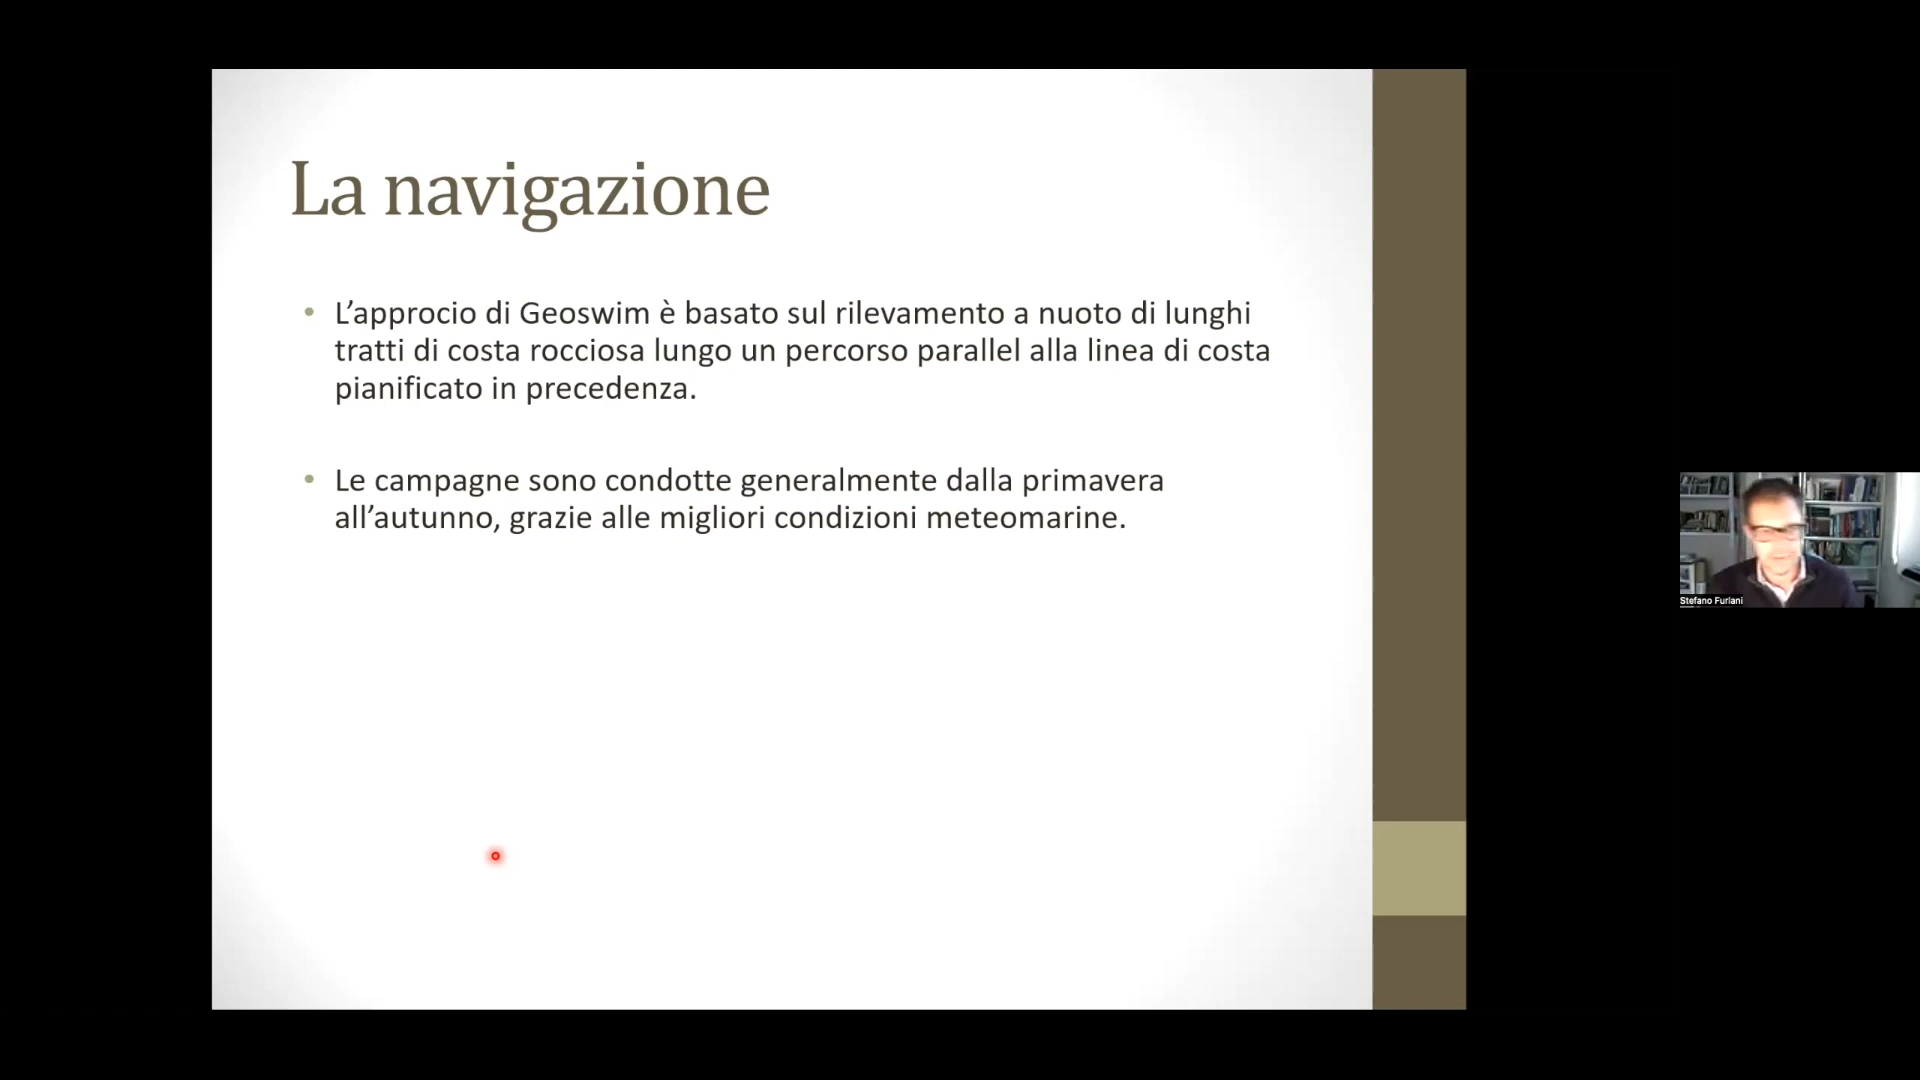 La navigazione
• L’approcio di Geoswim è basato sul rilevamento a nuoto di lunghi
tratti di costa rocciosa lungo un percorso parallel alla linea di costa
pianificato in precedenza.
• Le campagne sono condotte generalmente dalla primavera
all’autunno, grazie alle migliori condizioni meteomarine.
Stefano Furlani